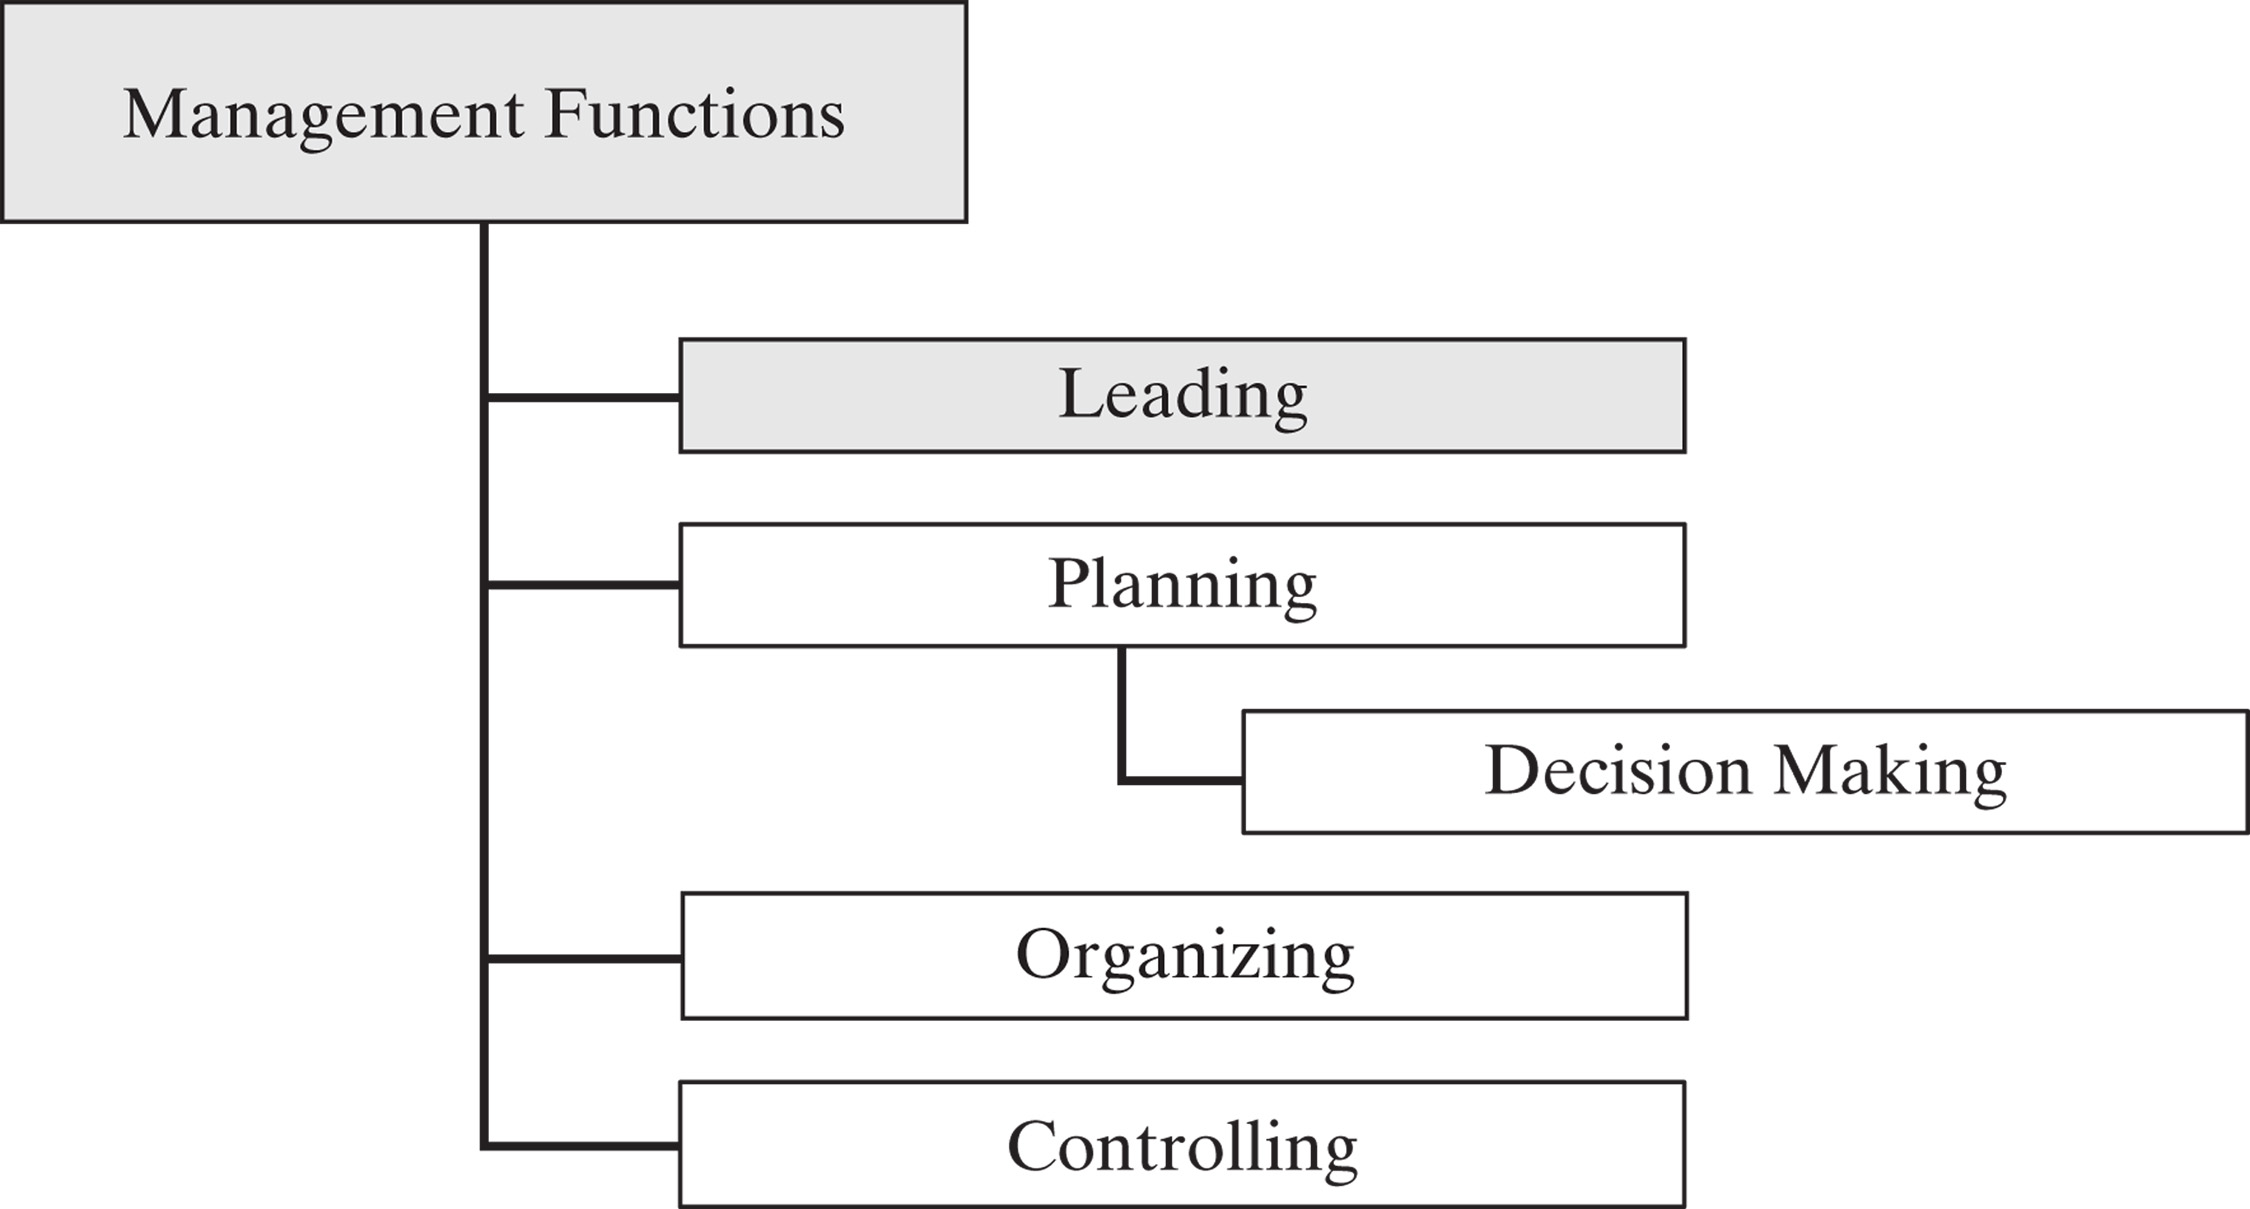 Management Functions
Leading
Planning
Decision Making
Organizing
Controlling